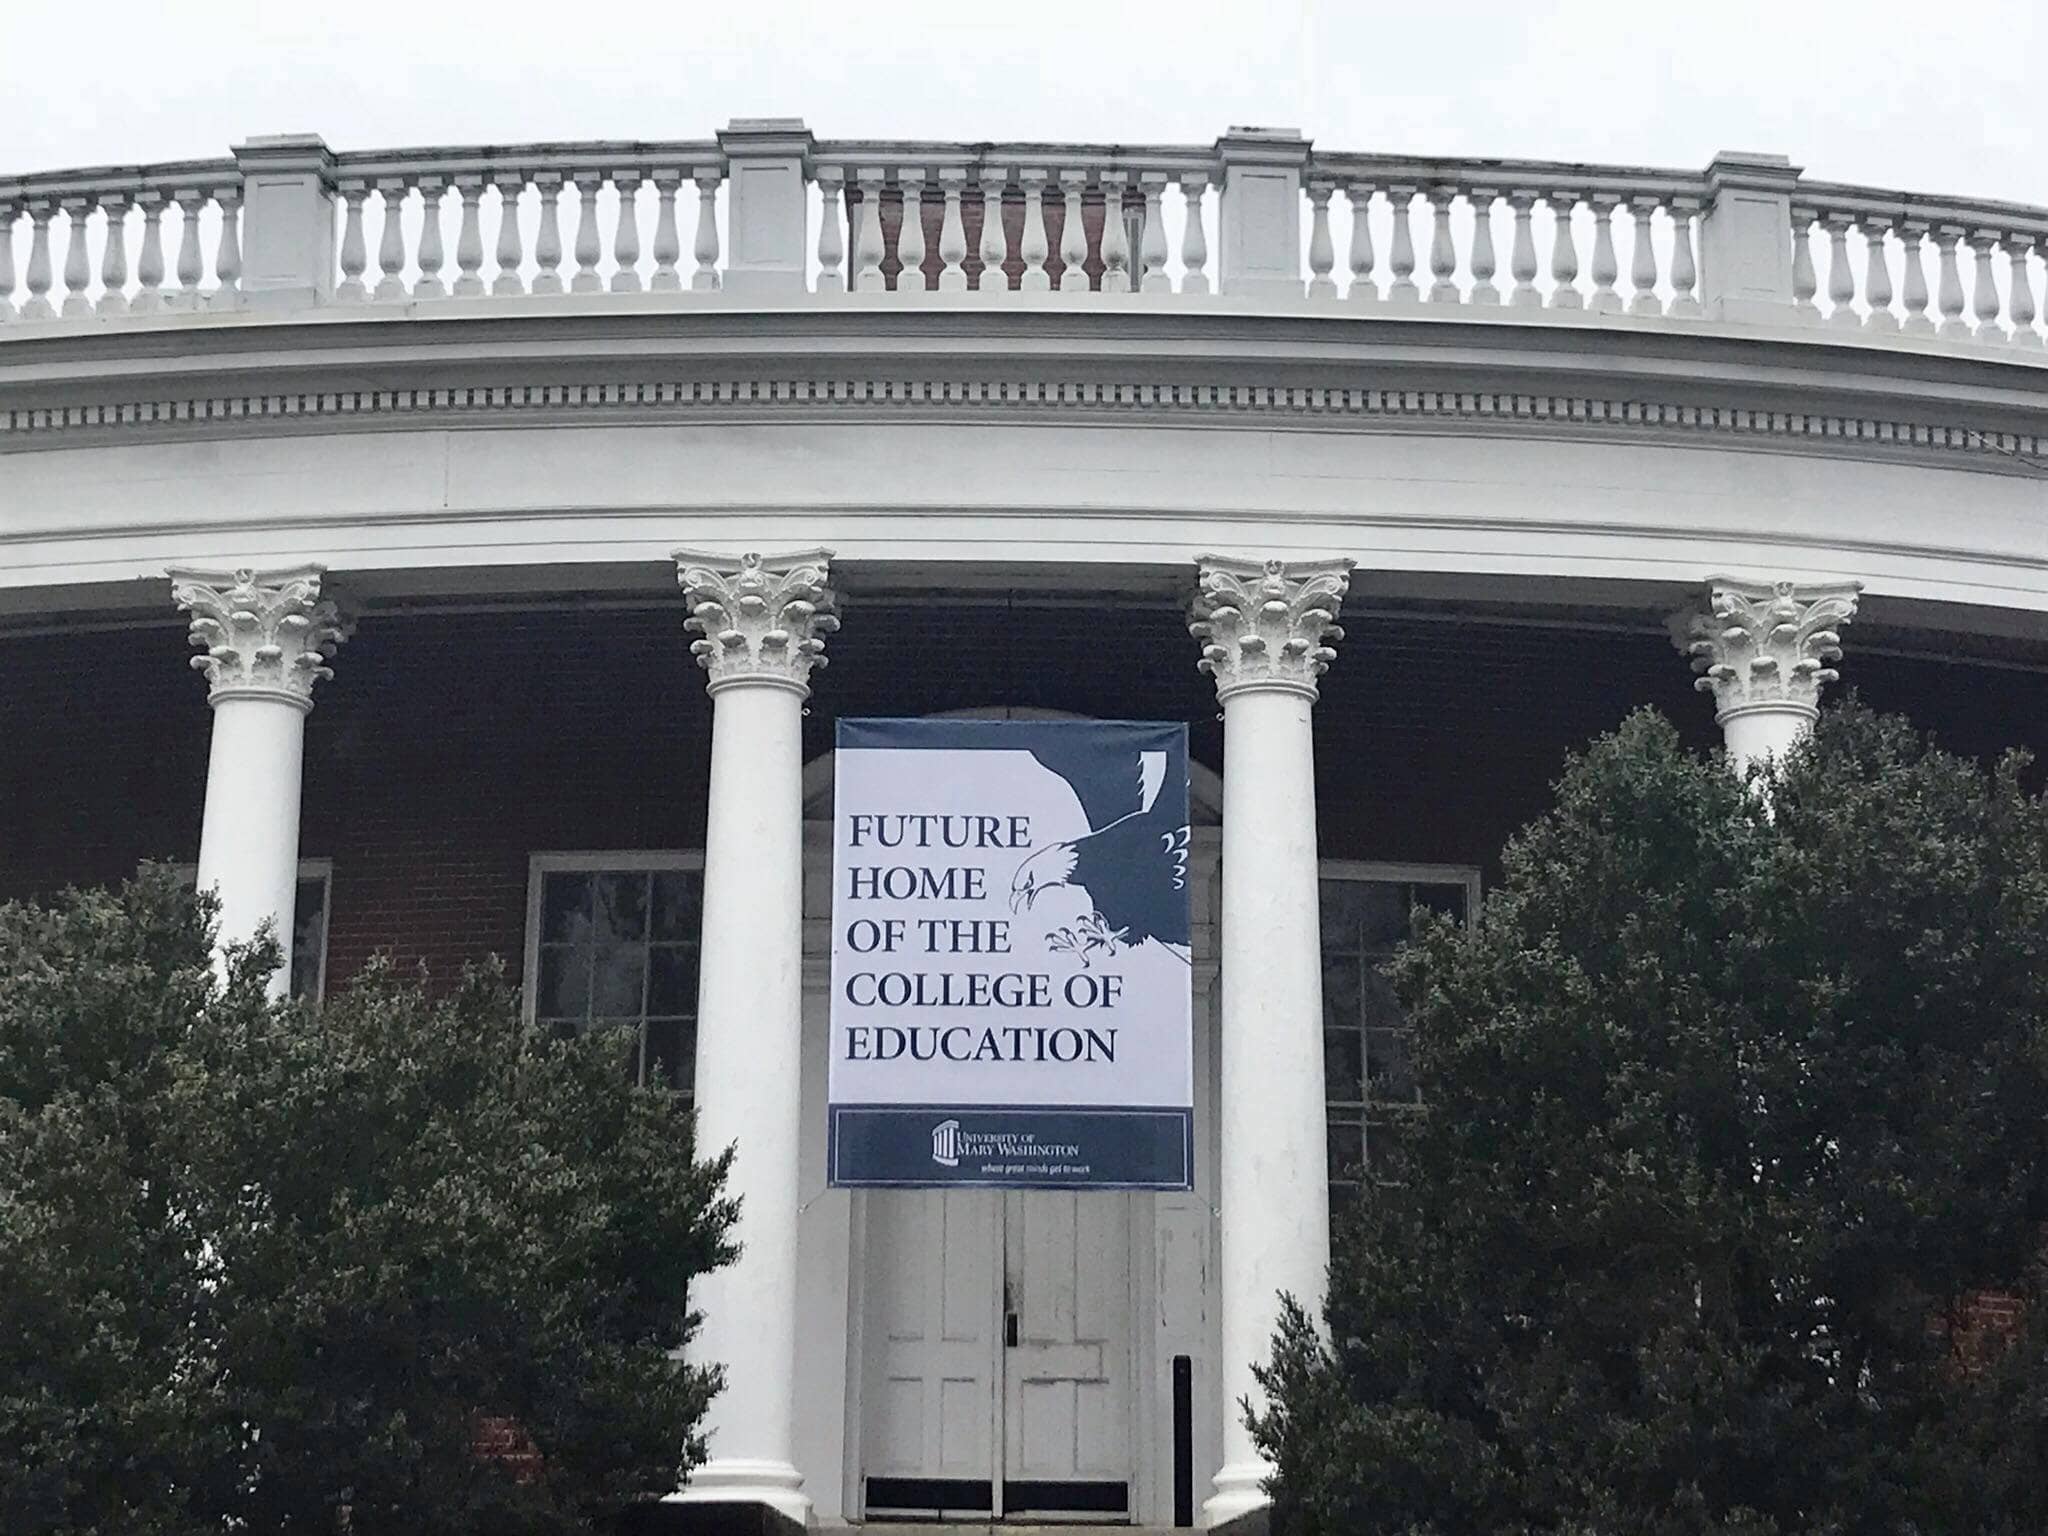 FUTURE
HOME
OF THE
COLLEGE OF
EDUCATION
UNIVERSITY OF
MARY WASHINGTON
where great minds get to work